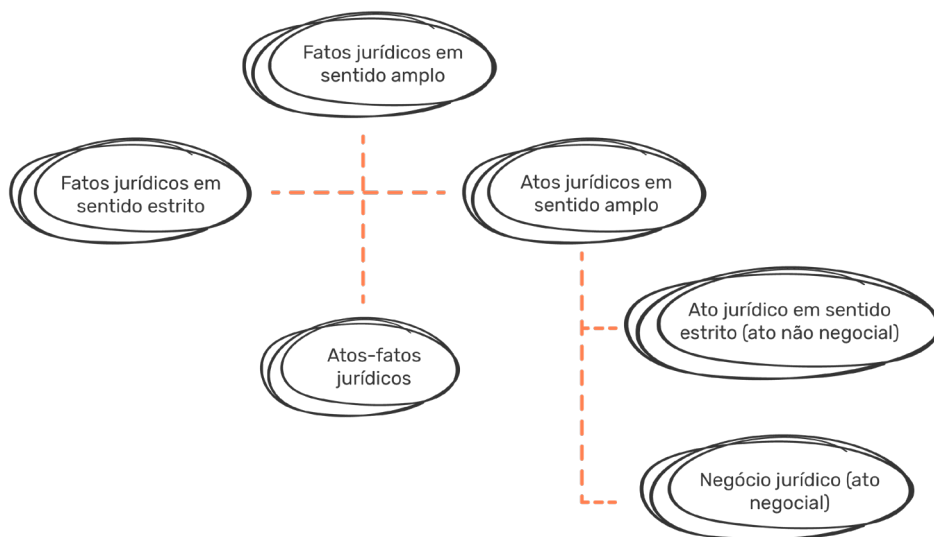 Fatos jurídicos em
sentido amplo
Fatos jurídicos em
sentido estrito
Atos jurídicos em
sentido amplo
Ato jurídico em sentido
estrito (ato não negocial)
Atos-fatos
jurídicos
Negócio jurídico (ato
negocial)